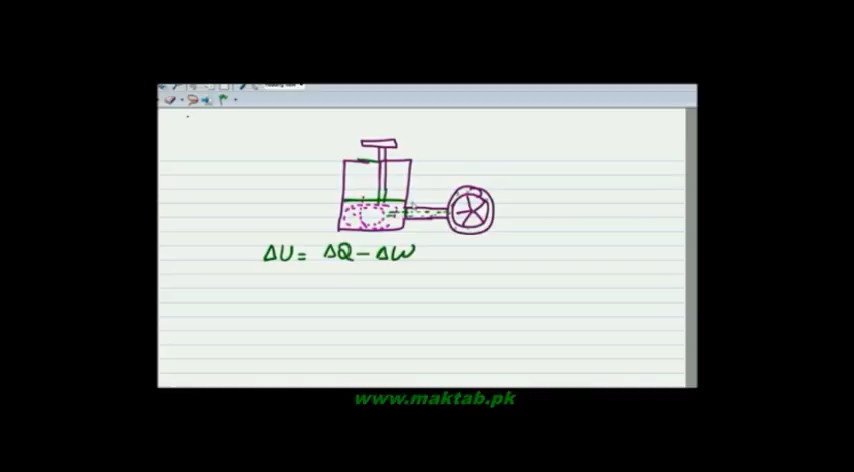 ΔU = ΔQ - ΔW
www.maktab.pk